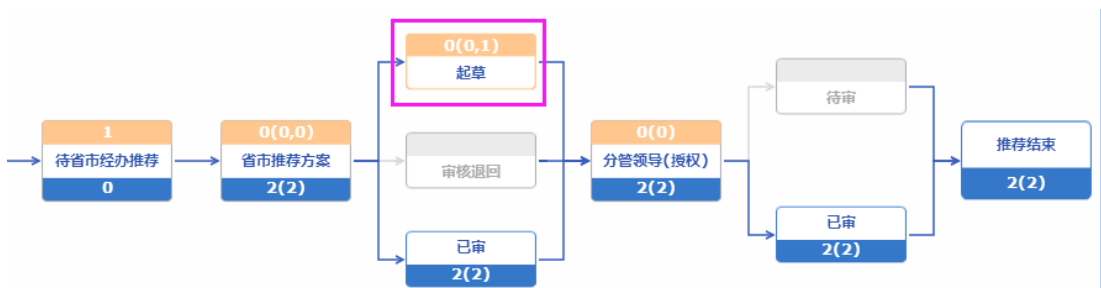 1
待省市经办推荐
0
0(0,0)
省市推荐方案
2(2)
0(0,1)
起草
审核退回
已审
2(2)
0(0)
分管领导(授权)
2(2)
待审
已审
2(2)
推荐结束
2(2)